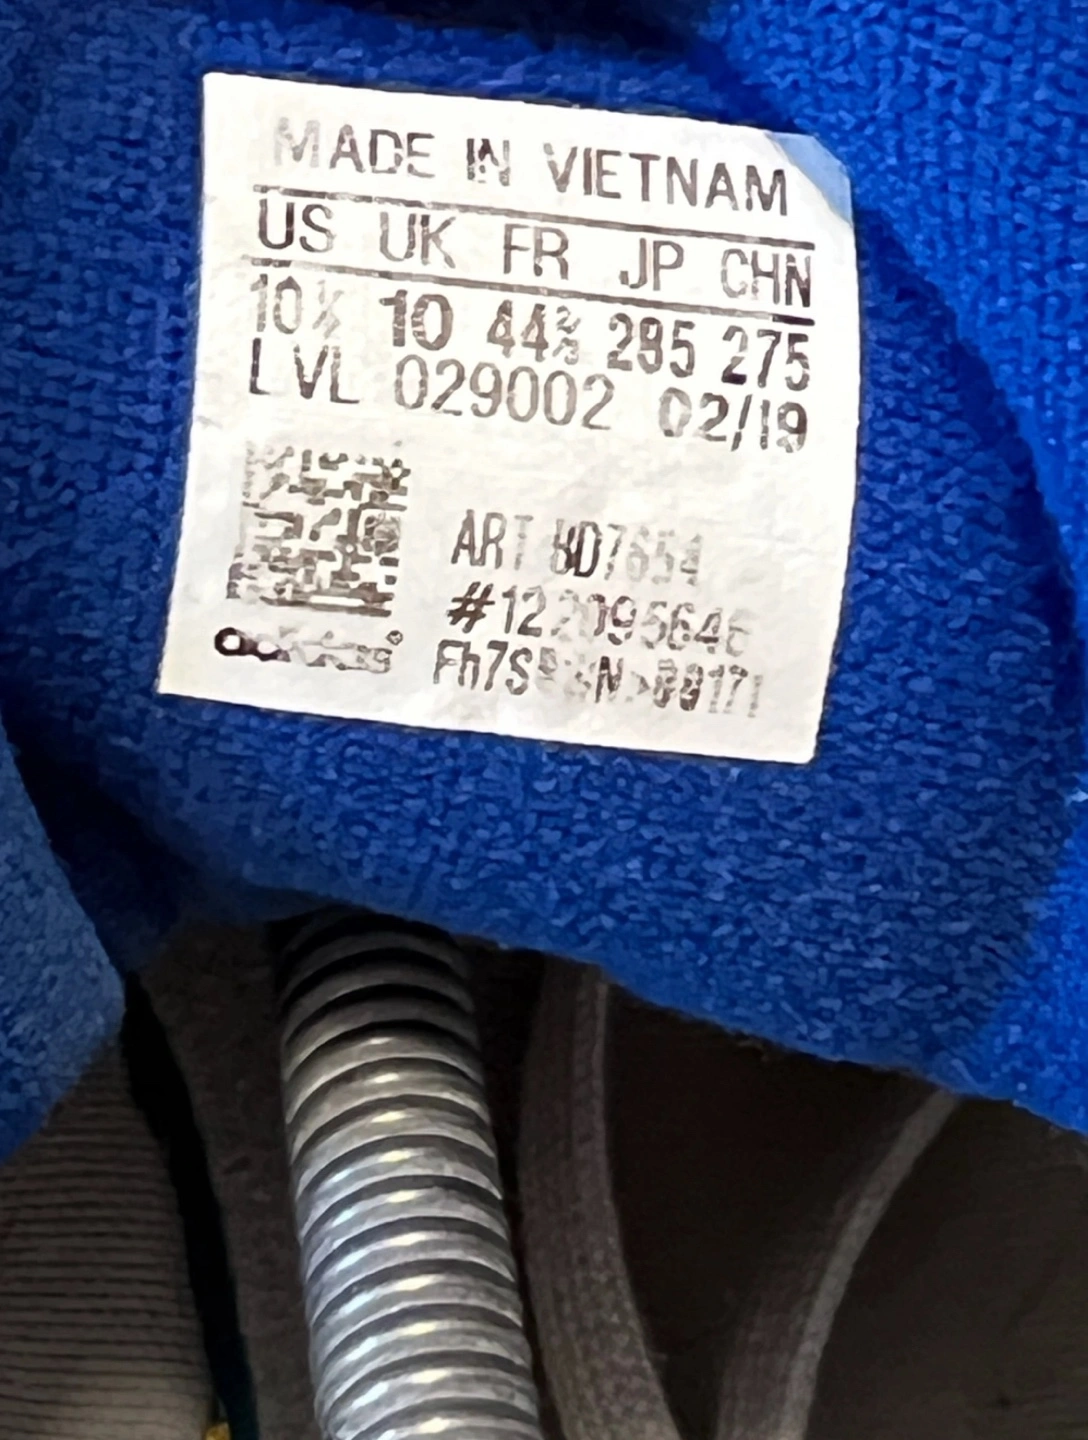 MADE IN VIETNAM
US UK FR JP CHN
10½ 10 44⅔ 285 275
LVL 029002 02/19
ART
adidas